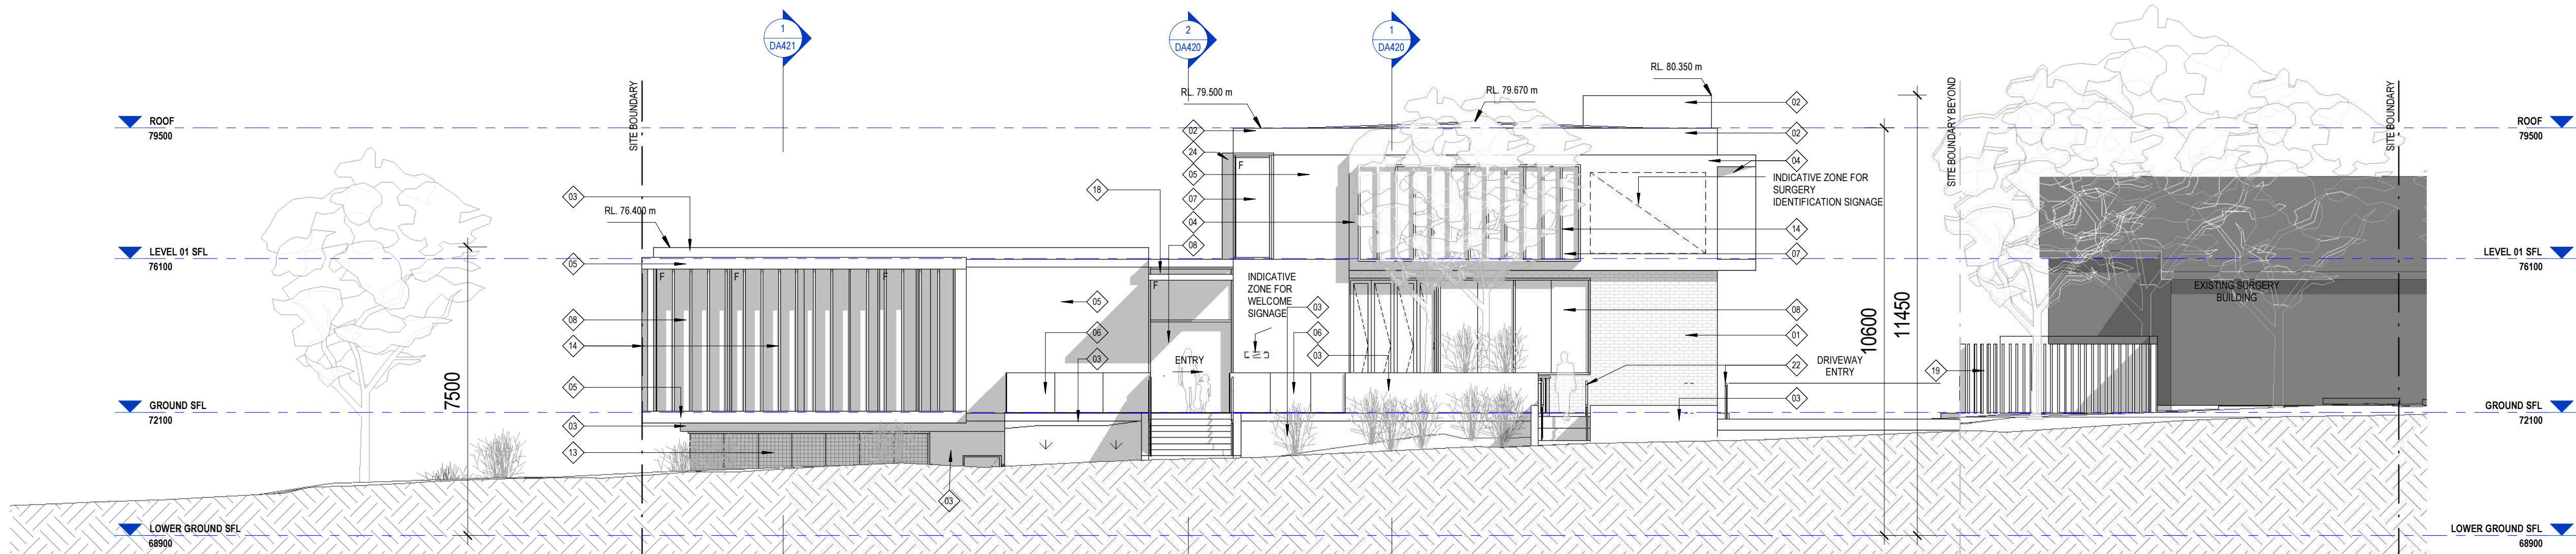 1
DA421
2
DA420
1
DA420
SITE BOUNDARY
RL. 79.500 m
RL. 79.670 m
RL. 80.350 m
SITE BOUNDARY BEYOND
SITE BOUNDARY
ROOF
79500
ROOF
79500
02
02
02
24
04
05
F
18
03
07
RL. 76.400 m
04
INDICATIVE ZONE FOR
SURGERY
IDENTIFICATION SIGNAGE
14
08
07
LEVEL 01 SFL
76100
LEVEL 01 SFL
76100
05
F
F
F
F
INDICATIVE
ZONE FOR
WELCOME
SIGNAGE
EXISTING SURGERY
BUILDING
05
03
08
08
06
06
01
14
03
03
ENTRY
22
DRIVEWAY
ENTRY
19
7500
10600
11450
05
03
GROUND SFL
72100
GROUND SFL
72100
03
13
03
LOWER GROUND SFL
68900
LOWER GROUND SFL
68900